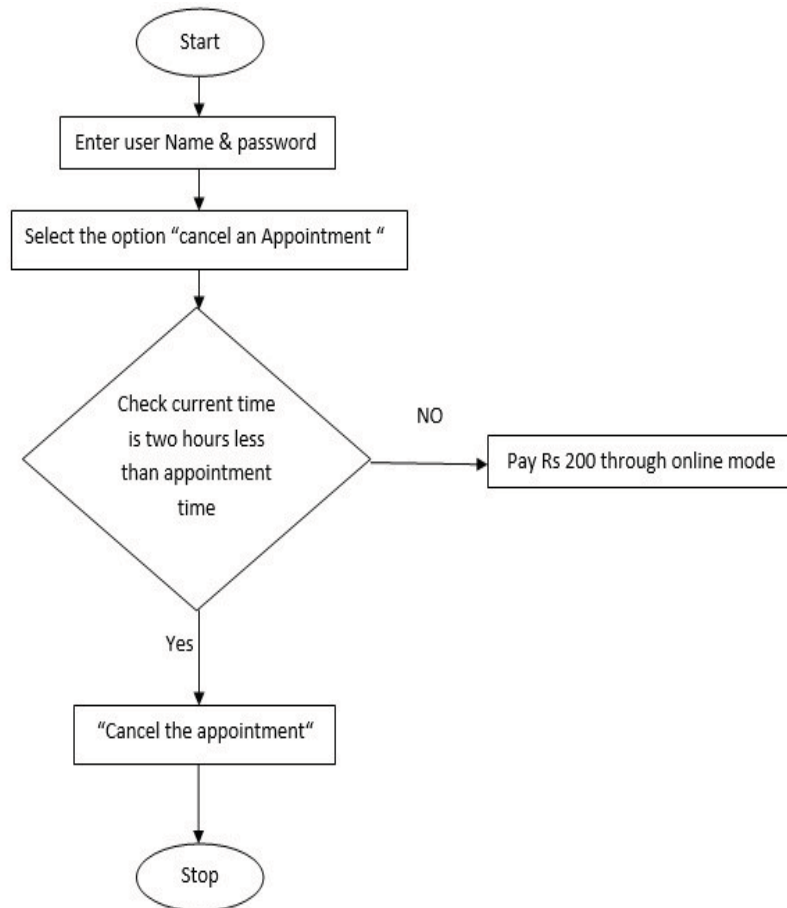 Start
Enter user Name & password
Select the option “cancel an Appointment “
Check current time
is two hours less
than appointment
time
NO
Pay Rs 200 through online mode
Yes
“Cancel the appointment“
Stop